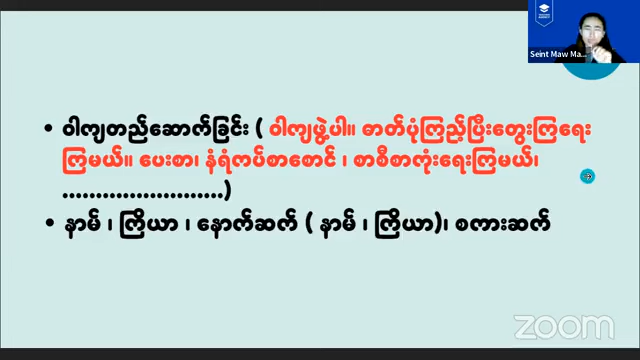 Seint Maw Ma...
• ဝါကျတည်ဆောက်ခြင်း ( ဝါကျဖွဲ့ပါ။ ဓာတ်ပုံကြည့်ပြီးတွေးကြရေး
ကြမယ်။ ပေးစာ၊ နံရံကပ်စာစောင် ၊ စာစီစာကုံးရေးကြမယ်၊
........................)
• နာမ် ၊ ကြိယာ ၊ နောက်ဆက် ( နာမ် ၊ ကြိယာ)၊ စကားဆက်
zoom